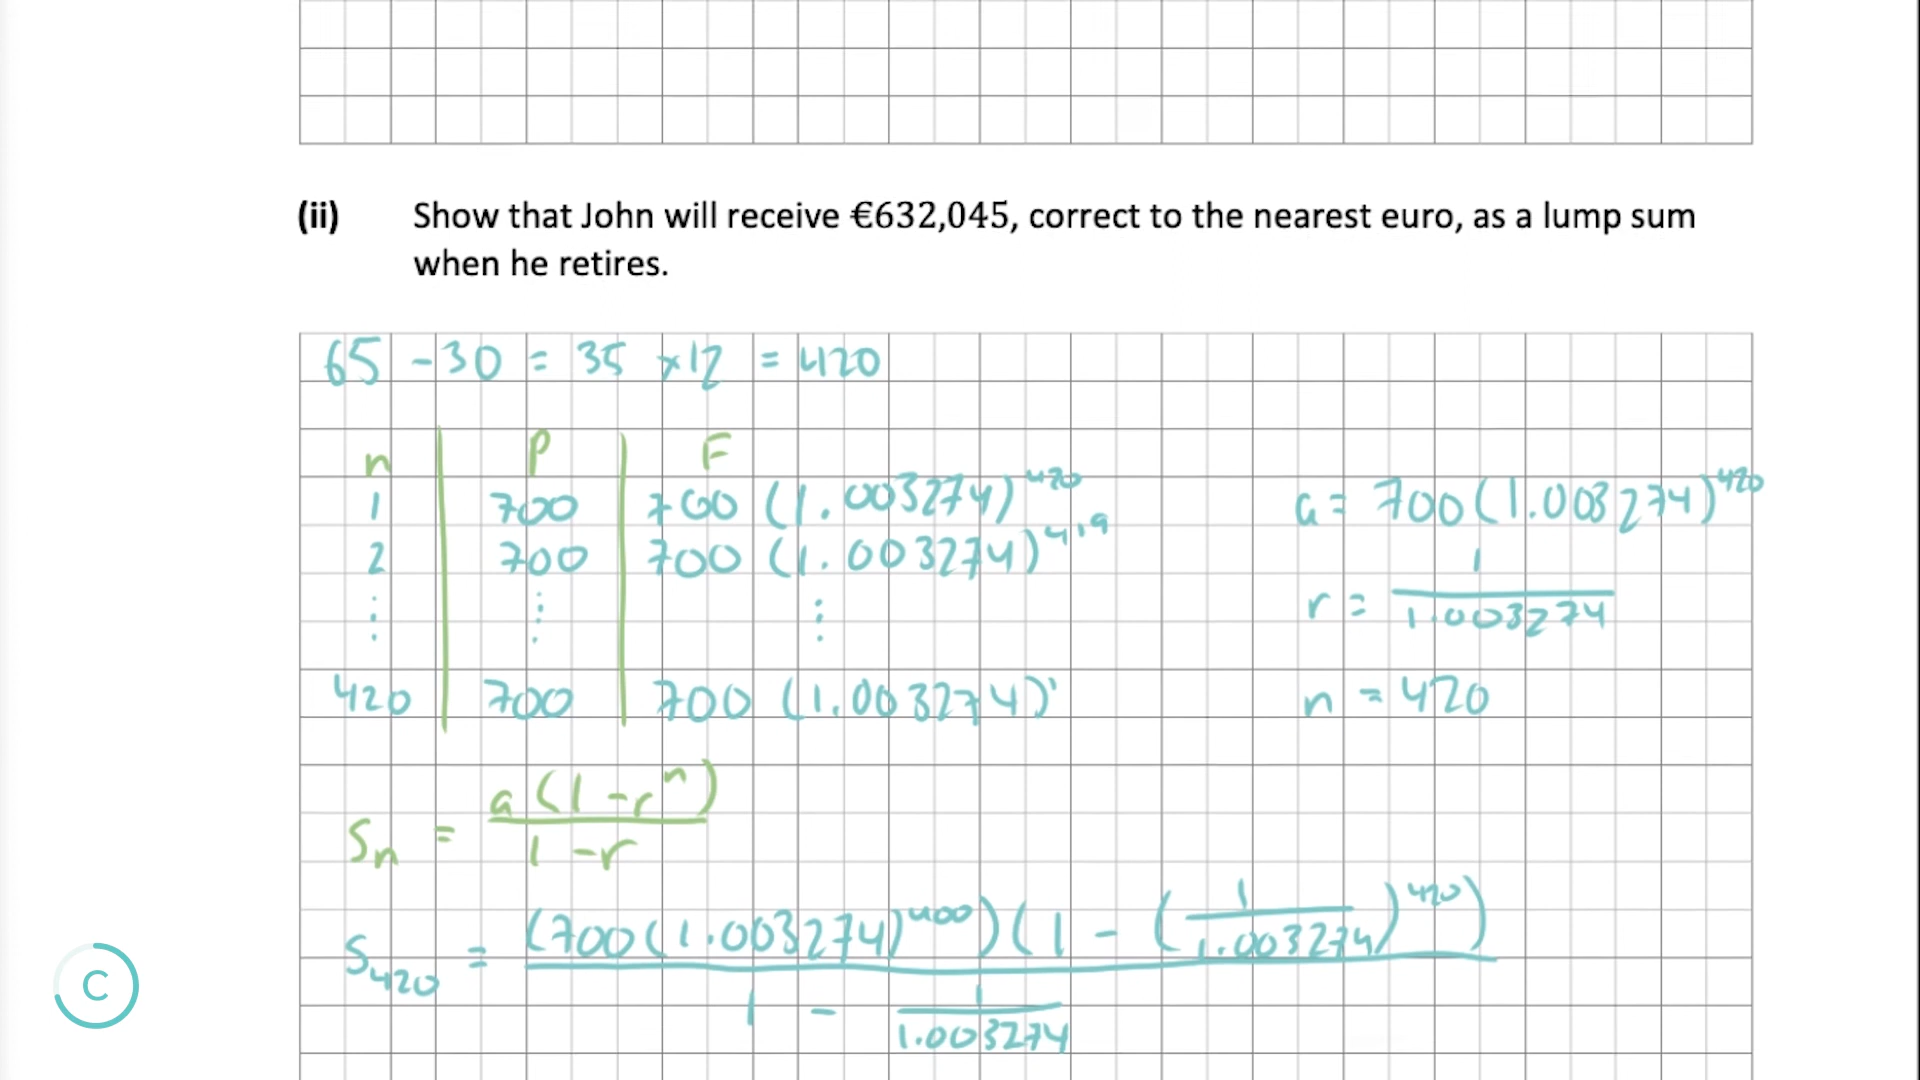 (ii) Show that John will receive €632,045, correct to the nearest euro, as a lump sum
when he retires.
65 - 30 = 35 × 12 = 420
n P F
1 700 700 (1.003274)^420
2 700 700 (1.003274)^419
⋮ ⋮ ⋮
420 700 700 (1.003274)^1
a = 700(1.003274)^420
r = 1/1.003274
n = 420
Sn = a(1-r^n)/1-r
S420 = (700(1.003274)^400)(1 - (1/1.003274)^420)/1 - 1/1.003274
C